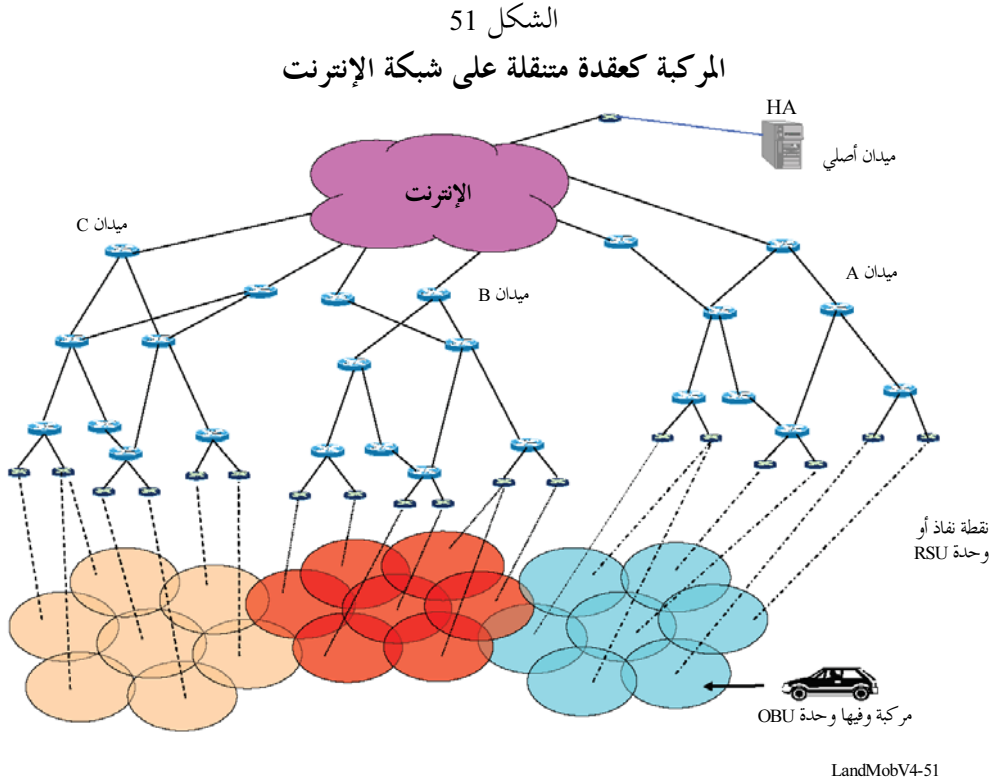 الشكل 51
المركبة كعقدة متنقلة على شبكة الإنترنت
HA
ميدان أصلي
الإنترنت
ميدان C
ميدان A
ميدان B
نقطة نفاذ أو
وحدة RSU
مركبة وفيها وحدة OBU
LandMobV4-51